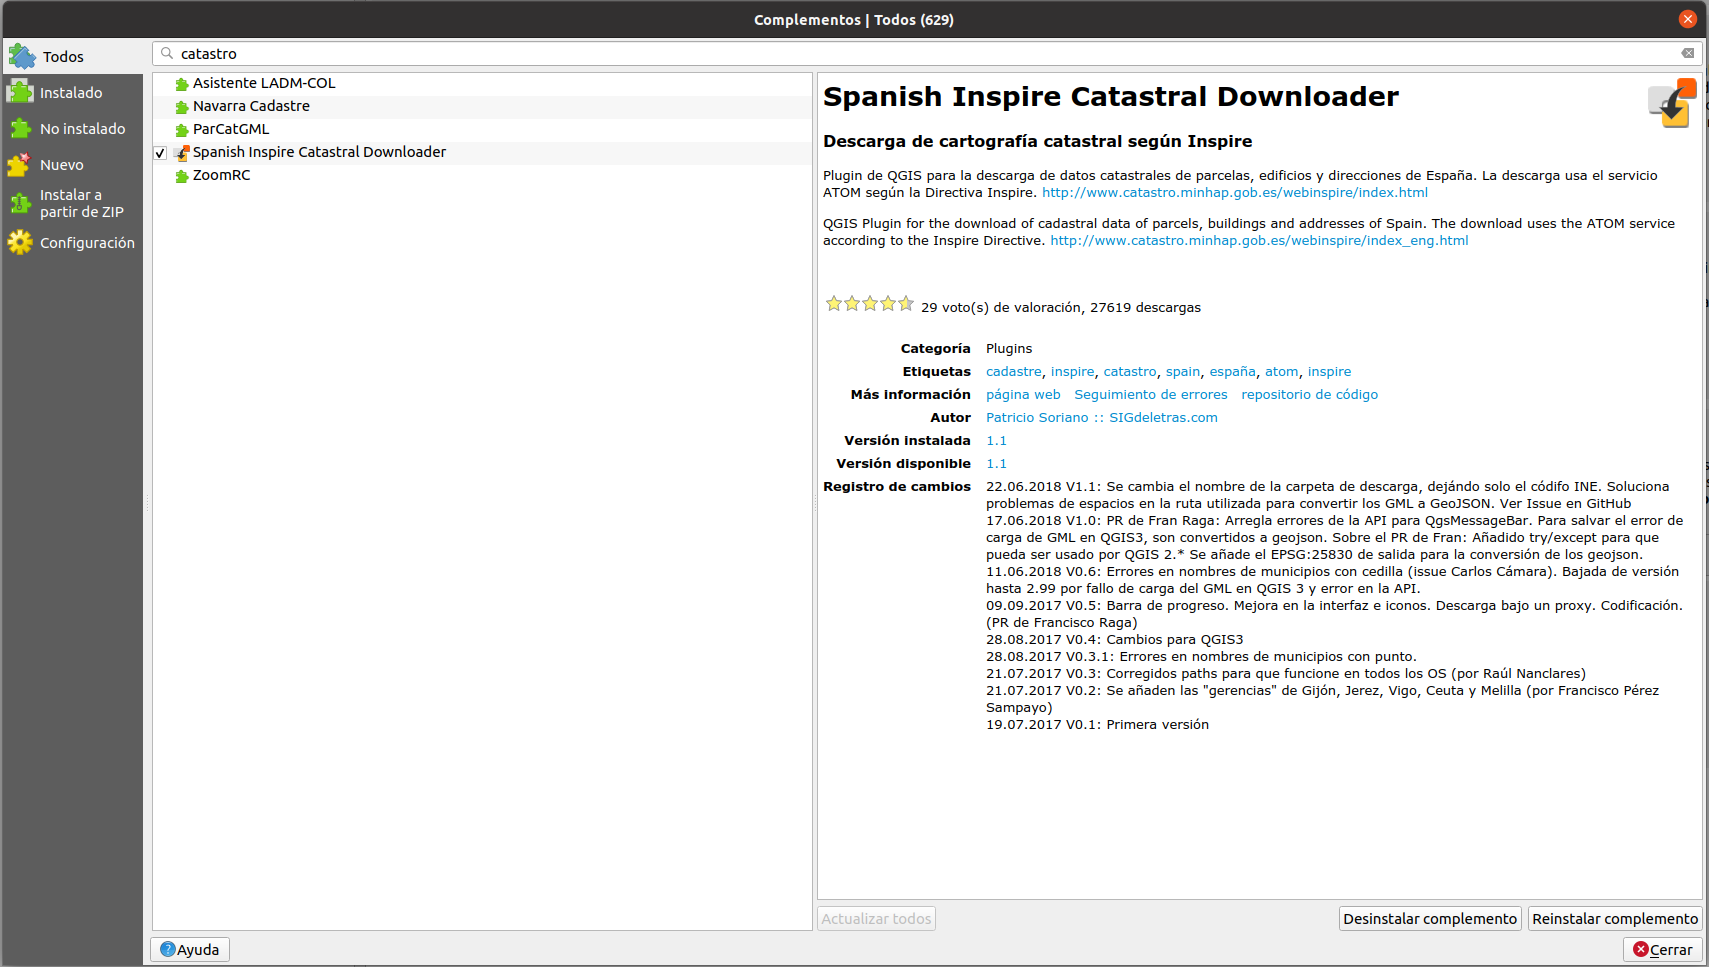 Complementos | Todos (629)
Todos
Instalado
No instalado
Nuevo
Instalar a
partir de ZIP
Configuración
catastro
Asistente LADM-COL
Navarra Cadastre
ParCatGML
Spanish Inspire Catastral Downloader
ZoomRC
Spanish Inspire Catastral Downloader
Descarga de cartografía catastral según Inspire
Plugin de QGIS para la descarga de datos catastrales de parcelas, edificios y direcciones de España. La descarga usa el servicio
ATOM según la Directiva Inspire. http://www.catastro.minhap.gob.es/webinspire/index.html
QGIS Plugin for the download of cadastral data of parcels, buildings and addresses of Spain. The download uses the ATOM service
according to the Inspire Directive. http://www.catastro.minhap.gob.es/webinspire/index_eng.html
29 voto(s) de valoración, 27619 descargas
Categoría Plugins
Etiquetas cadastre, inspire, catastro, spain, españa, atom, inspire
Más información página web Seguimiento de errores repositorio de código
Autor Patricio Soriano :: SIGdeletras.com
Versión instalada 1.1
Versión disponible 1.1
Registro de cambios 22.06.2018 V1.1: Se cambia el nombre de la carpeta de descarga, dejándo solo el códifo INE. Soluciona
problemas de espacios en la ruta utilizada para convertir los GML a GeoJSON. Ver Issue en GitHub
17.06.2018 V1.0: PR de Fran Raga: Arregla errores de la API para QgsMessageBar. Para salvar el error de
carga de GML en QGIS3, son convertidos a geojson. Sobre el PR de Fran: Añadido try/except para que
pueda ser usado por QGIS 2.* Se añade el EPSG:25830 de salida para la conversión de los geojson.
11.06.2018 V0.6: Errores en nombres de municipios con cedilla (issue Carlos Cámara). Bajada de versión
hasta 2.99 por fallo de carga del GML en QGIS 3 y error en la API.
09.09.2017 V0.5: Barra de progreso. Mejora en la interfaz e iconos. Descarga bajo un proxy. Codificación.
(PR de Francisco Raga)
28.08.2017 V0.4: Cambios para QGIS3
28.08.2017 V0.3.1: Errores en nombres de municipios con punto.
21.07.2017 V0.3: Corregidos paths para que funcione en todos los OS (por Raúl Nanclares)
21.07.2017 V0.2: Se añaden las "gerencias" de Gijón, Jerez, Vigo, Ceuta y Melilla (por Francisco Pérez
Sampayo)
19.07.2017 V0.1: Primera versión
Actualizar todos
Desinstalar complemento
Reinstalar complemento
Ayuda
Cerrar